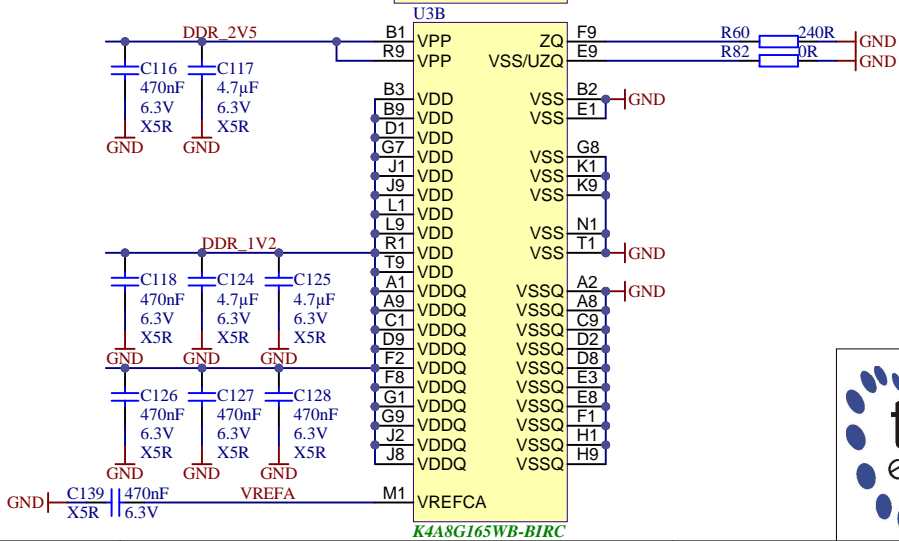 U3B
DDR_2V5 B1 VPP ZQ F9 R60 240R GND
R9 VPP VSS/UZQ E9 R82 0R GND
C116 C117
470nF 4.7µF
6.3V 6.3V
X5R X5R
GND GND
B3 VDD VSS B2 GND
B9 VDD VSS E1
D1 VDD
G7 VDD VSS G8
J1 VDD VSS K1
J9 VDD VSS K9
L1 VDD
L9 VDD VSS N1
DDR_1V2 R1 VDD VSS T1 GND
T9 VDD
C118 C124 C125
470nF 4.7µF 4.7µF
6.3V 6.3V 6.3V
X5R X5R X5R
GND GND GND
A1 VDDQ VSSQ A2 GND
A9 VDDQ VSSQ A8
C1 VDDQ VSSQ C9
D9 VDDQ VSSQ D2
F2 VDDQ VSSQ D8
F8 VDDQ VSSQ E3
G1 VDDQ VSSQ E8
G9 VDDQ VSSQ F1
J2 VDDQ VSSQ H1
J8 VDDQ VSSQ H9
C126 C127 C128
470nF 470nF 470nF
6.3V 6.3V 6.3V
X5R X5R X5R
GND GND GND
GND C139 470nF VREFA M1 VREFCA
X5R 6.3V
K4A8G165WB-BIRC